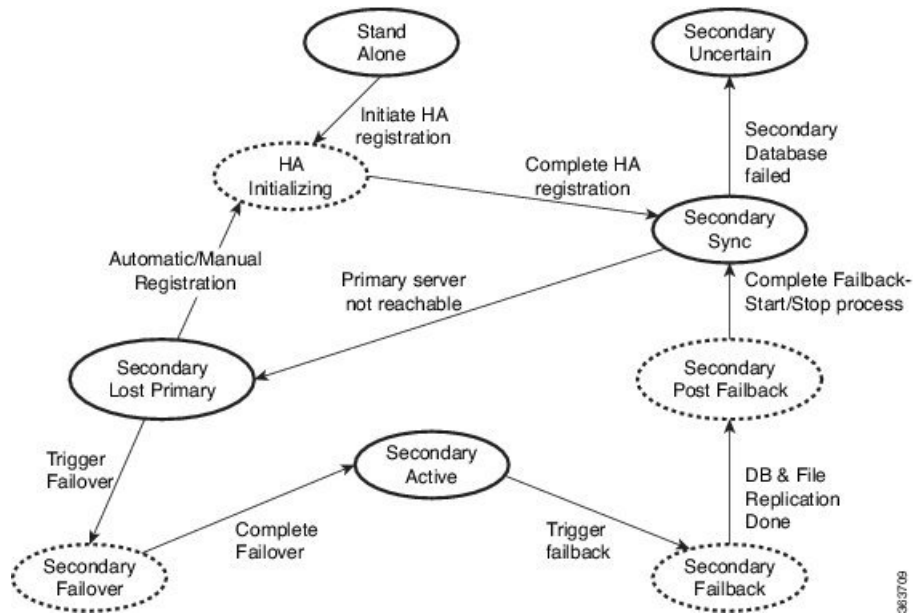 Stand
Alone
Secondary
Uncertain
Initiate HA
registration
Secondary
Database
failed
HA
Initializing
Complete HA
registration
Secondary
Sync
Automatic/Manual
Registration
Primary server
not reachable
Complete Failback-
Start/Stop process
Secondary
Lost Primary
Secondary
Post Failback
Trigger
Failover
Secondary
Active
DB & File
Replication
Done
Complete
Failover
Trigger
failback
Secondary
Failover
Secondary
Failback
363709